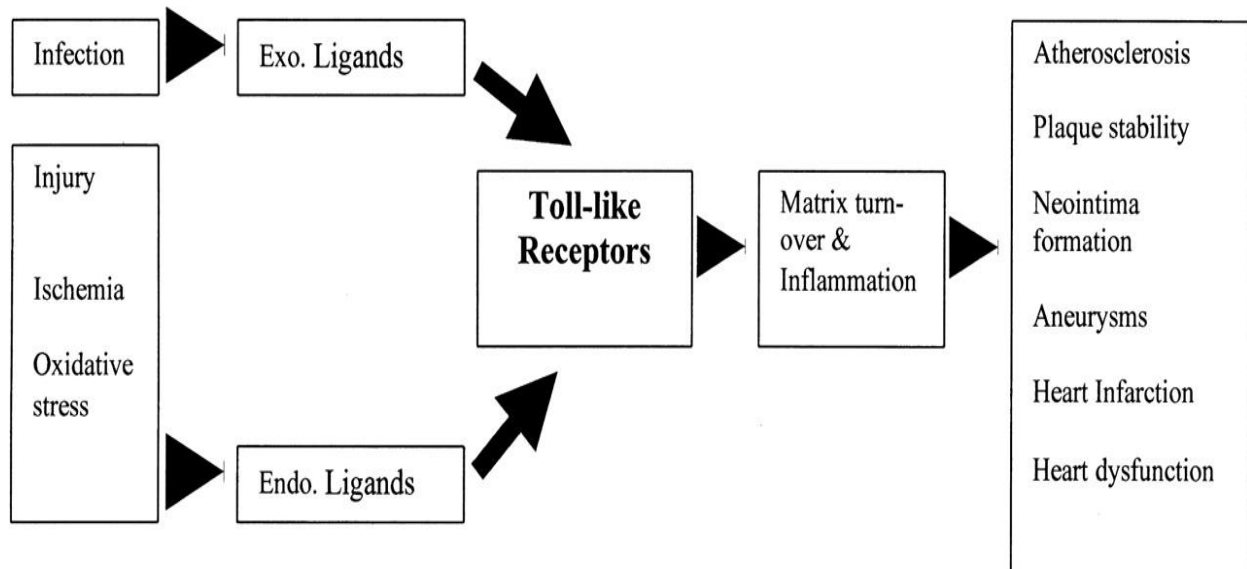 Infection
Exo. Ligands
Injury
Ischemia
Oxidative
stress
Endo. Ligands
Toll-like
Receptors
Matrix turn-
over &
Inflammation
Atherosclerosis
Plaque stability
Neointima
formation
Aneurysms
Heart Infarction
Heart dysfunction